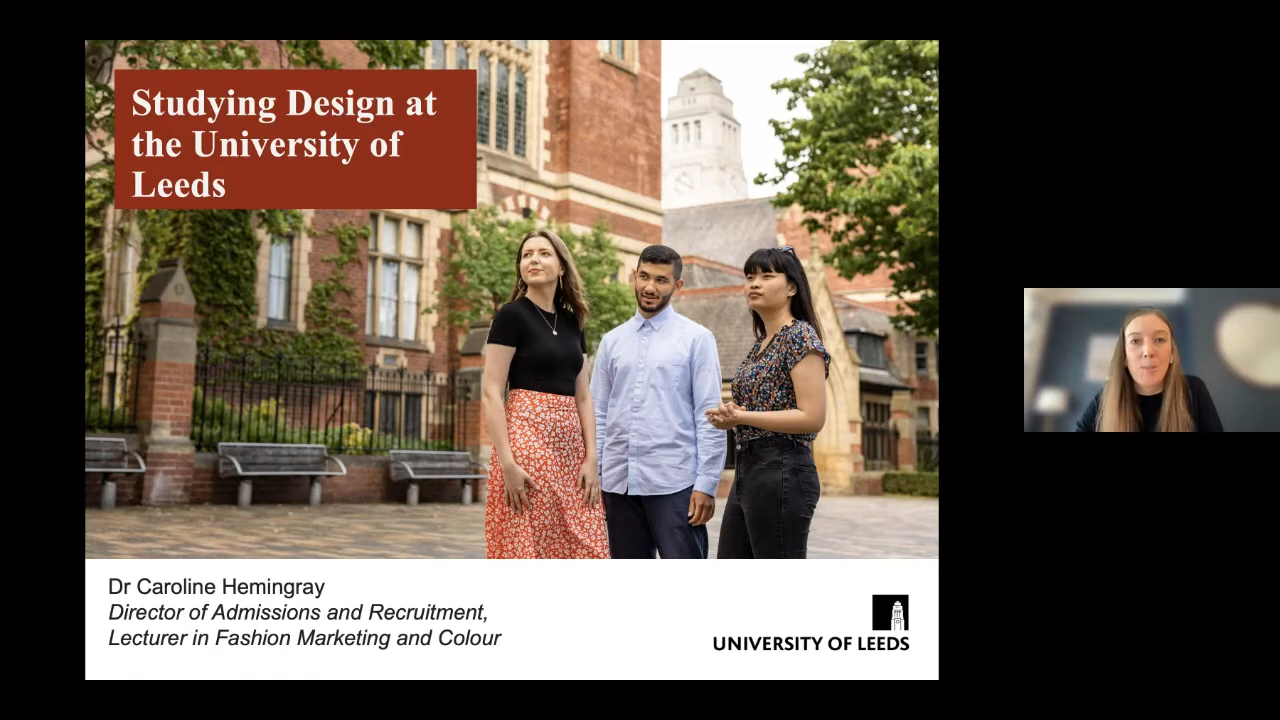 Studying Design at
the University of
Leeds
Dr Caroline Hemingray
Director of Admissions and Recruitment,
Lecturer in Fashion Marketing and Colour
UNIVERSITY OF LEEDS